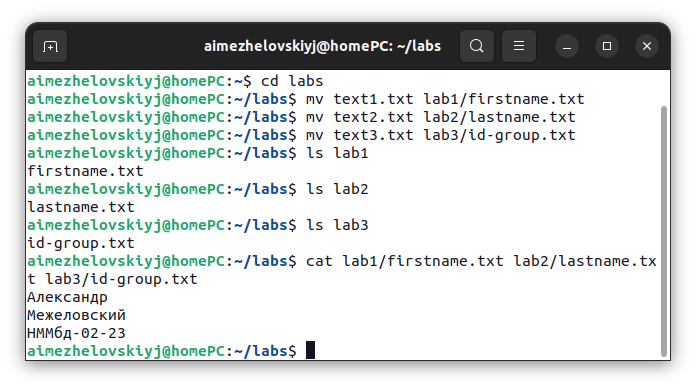 aimezhelovskiyj@homePC: ~/labs
aimezhelovskiyj@homePC:~$ cd labs
aimezhelovskiyj@homePC:~/labs$ mv text1.txt lab1/firstname.txt
aimezhelovskiyj@homePC:~/labs$ mv text2.txt lab2/lastname.txt
aimezhelovskiyj@homePC:~/labs$ mv text3.txt lab3/id-group.txt
aimezhelovskiyj@homePC:~/labs$ ls lab1
firstname.txt
aimezhelovskiyj@homePC:~/labs$ ls lab2
lastname.txt
aimezhelovskiyj@homePC:~/labs$ ls lab3
id-group.txt
aimezhelovskiyj@homePC:~/labs$ cat lab1/firstname.txt lab2/lastname.tx
t lab3/id-group.txt
Александр
Межеловский
НММбд-02-23
aimezhelovskiyj@homePC:~/labs$